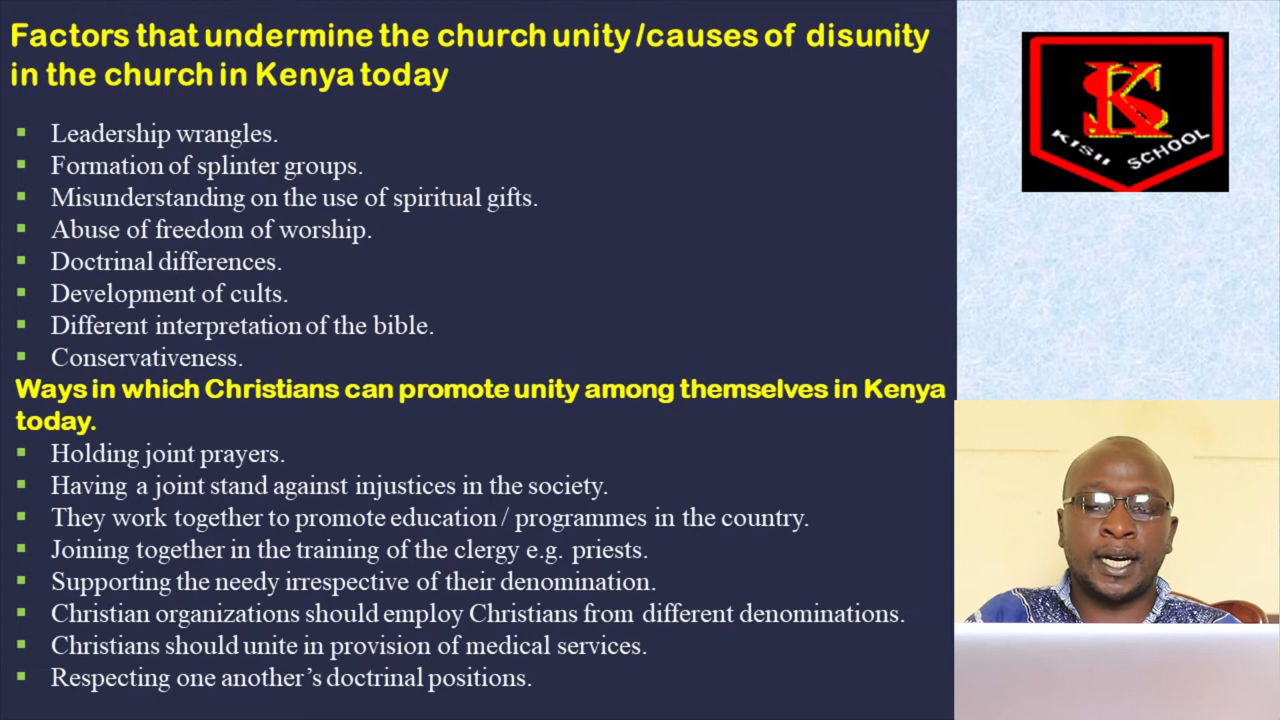 Factors that undermine the church unity /causes of disunity
in the church in Kenya today
▪ Leadership wrangles.
▪ Formation of splinter groups.
▪ Misunderstanding on the use of spiritual gifts.
▪ Abuse of freedom of worship.
▪ Doctrinal differences.
▪ Development of cults.
▪ Different interpretation of the bible.
▪ Conservativeness.
Ways in which Christians can promote unity among themselves in Kenya
today.
▪ Holding joint prayers.
▪ Having a joint stand against injustices in the society.
▪ They work together to promote education / programmes in the country.
▪ Joining together in the training of the clergy e.g. priests.
▪ Supporting the needy irrespective of their denomination.
▪ Christian organizations should employ Christians from different denominations.
▪ Christians should unite in provision of medical services.
▪ Respecting one another’s doctrinal positions.
KS
KISII SCHOOL